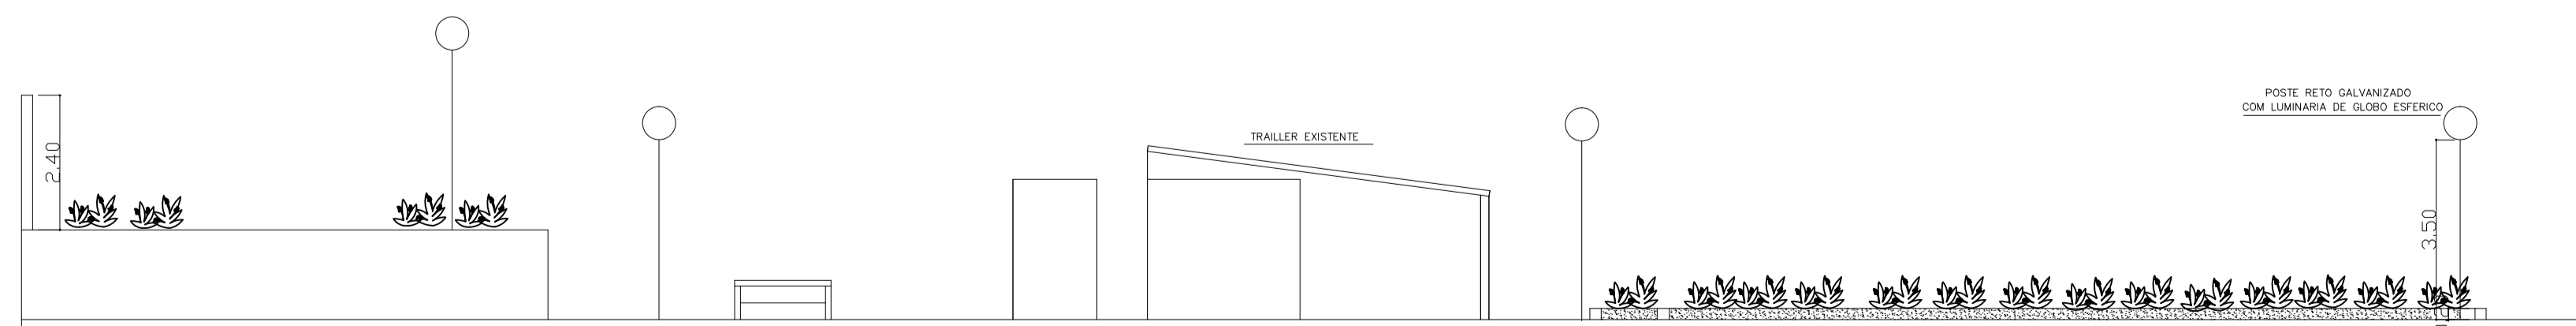 POSTE RETO GALVANIZADO
COM LUMINARIA DE GLOBO ESFERICO
TRAILLER EXISTENTE
2.40
3.50